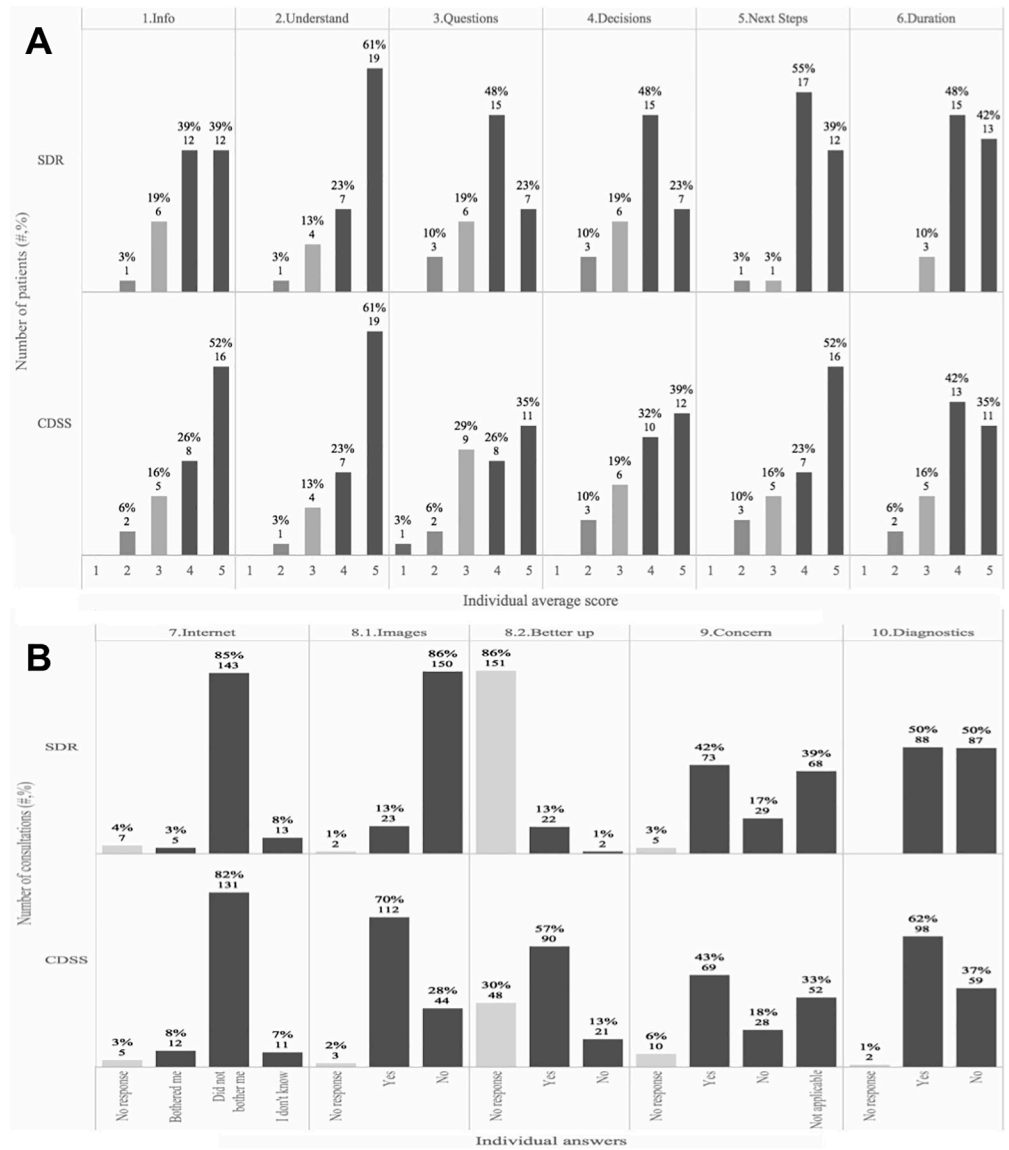 A
1.Info 2.Understand 3.Questions 4.Decisions 5.Next Steps 6.Duration
Number of patients (#,%)
SDR
3% 19% 39% 39% 3% 13% 23% 61% 10% 19% 48% 23% 10% 19% 48% 23% 3% 3% 55% 39% 10% 48% 42%
1 6 12 12 1 4 7 19 3 6 15 7 3 6 15 7 1 1 17 12 3 15 13
CDSS
6% 16% 26% 52% 3% 13% 23% 61% 3% 6% 29% 26% 35% 10% 19% 32% 39% 10% 16% 23% 52% 6% 16% 42% 35%
2 5 8 16 1 4 7 19 1 2 9 8 11 3 6 10 12 3 5 7 16 2 5 13 11
1 2 3 4 5 1 2 3 4 5 1 2 3 4 5 1 2 3 4 5 1 2 3 4 5 1 2 3 4 5
Individual average score
B
7.Internet 8.1.Images 8.2.Better up 9.Concern 10.Diagnostics
Number of consultations (#,%)
SDR
4% 3% 85% 8% 1% 13% 86% 86% 13% 1% 3% 42% 17% 39% 50% 50%
7 5 143 13 2 23 150 151 22 2 5 73 29 68 88 87
CDSS
3% 8% 82% 7% 2% 70% 28% 30% 57% 13% 6% 43% 18% 33% 1% 62% 37%
5 12 131 11 3 112 44 48 90 21 10 69 28 52 2 98 59
No response
Bothered me
Did not
bother me
I don't know
No response
Yes
No
No response
Yes
No
No response
Yes
No
Not applicable
No response
Yes
No
Individual answers